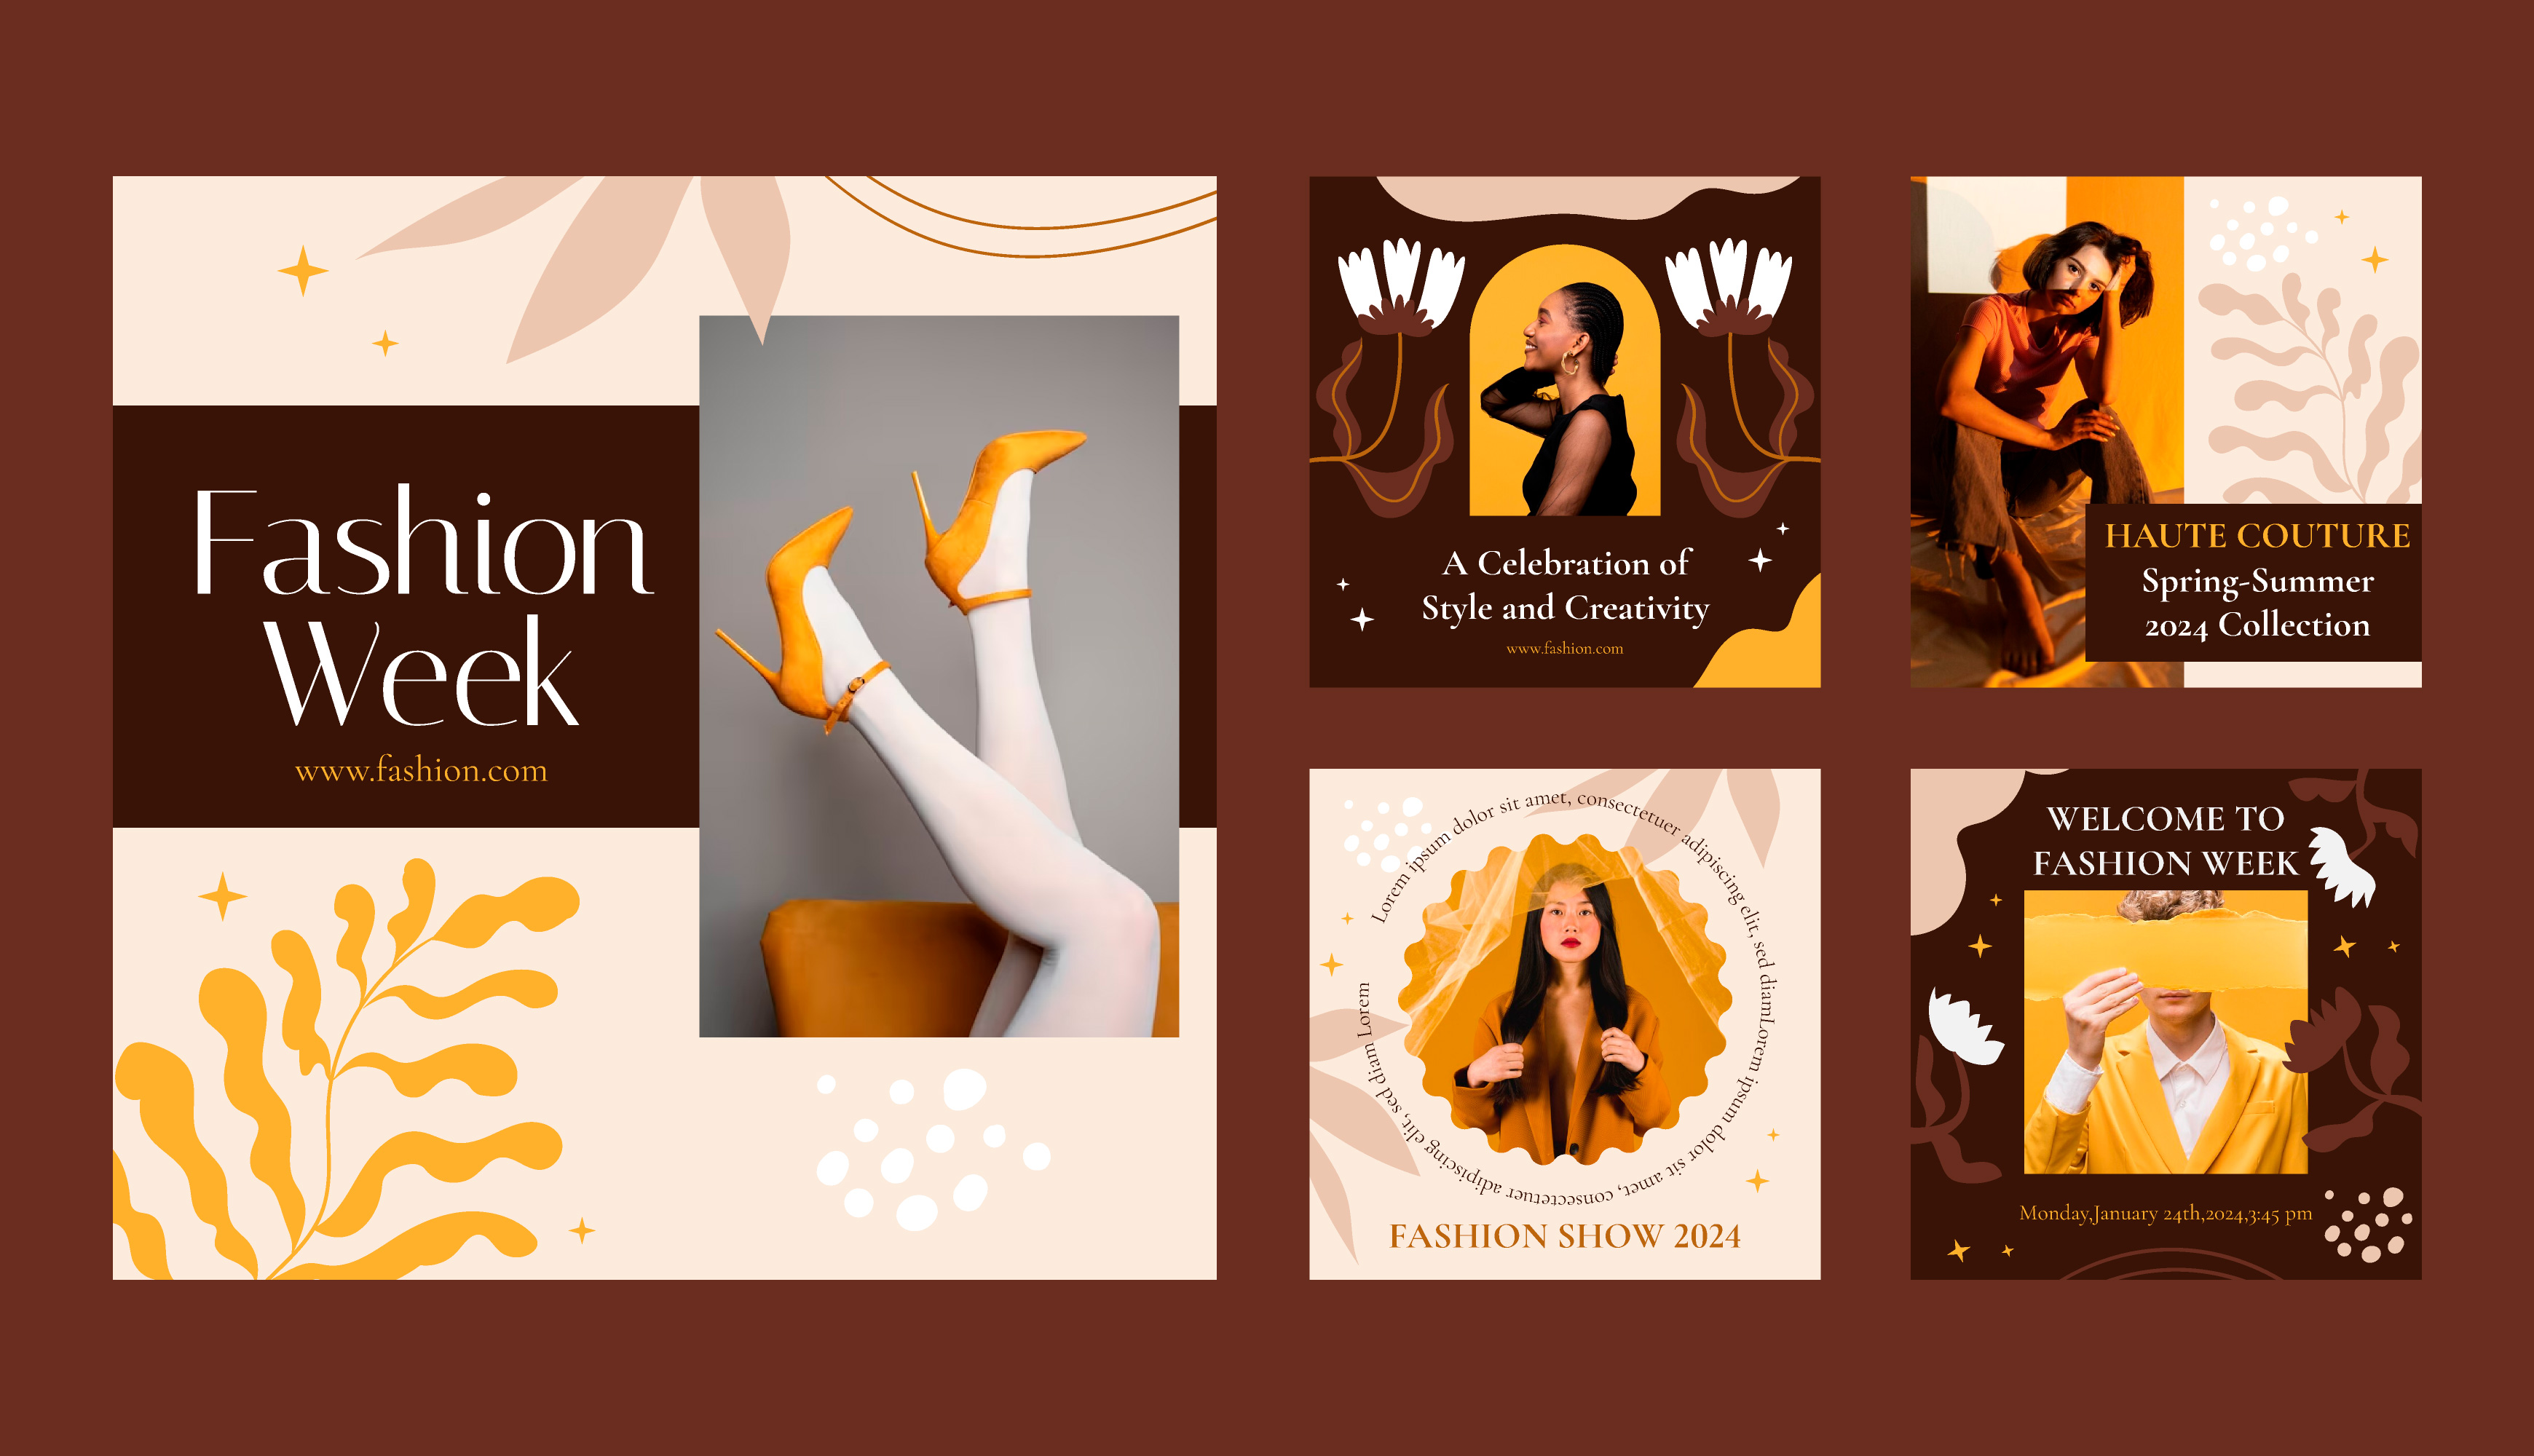 Fashion
Week
www.fashion.com
A Celebration of
Style and Creativity
www.fashion.com
HAUTE COUTURE
Spring-Summer
2024 Collection
Lorem ipsum dolor sit amet, consectetuer adipiscing elit, sed diamLorem ipsum dolor sit amet, consectetuer adipiscing elit, sed diam Lorem
FASHION SHOW 2024
WELCOME TO
FASHION WEEK
Monday,January 24th,2024,3:45 pm